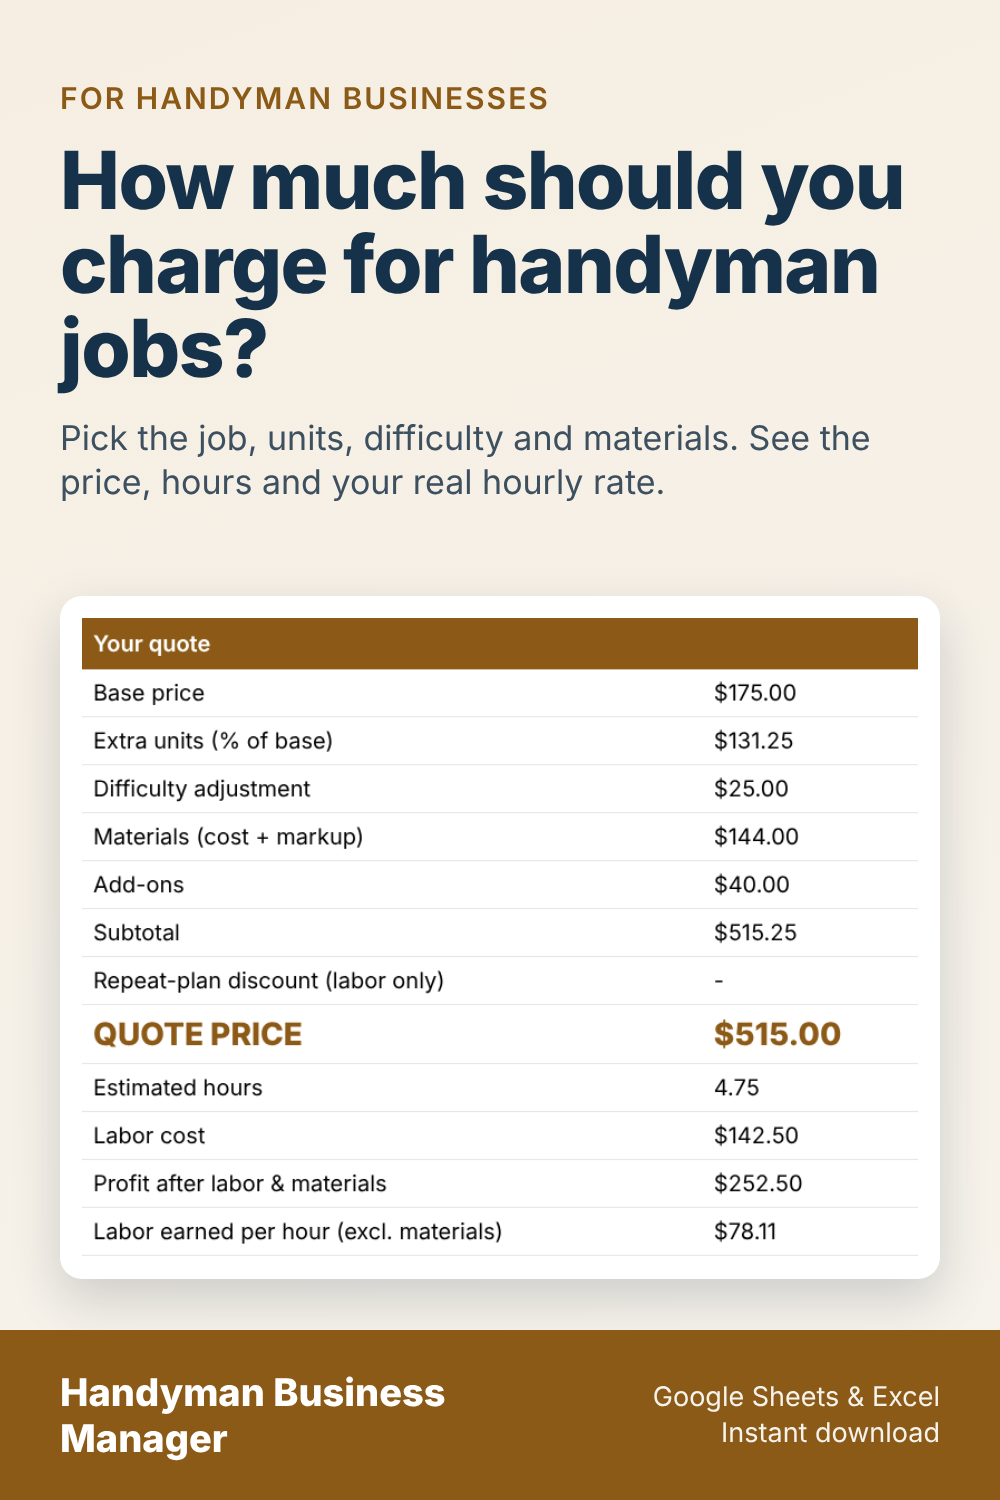 FOR HANDYMAN BUSINESSES
How much should you
charge for handyman
jobs?
Pick the job, units, difficulty and materials. See the
price, hours and your real hourly rate.
Your quote
Base price $175.00
Extra units (% of base) $131.25
Difficulty adjustment $25.00
Materials (cost + markup) $144.00
Add-ons $40.00
Subtotal $515.25
Repeat-plan discount (labor only) -
QUOTE PRICE $515.00
Estimated hours 4.75
Labor cost $142.50
Profit after labor & materials $252.50
Labor earned per hour (excl. materials) $78.11
Handyman Business
Manager
Google Sheets & Excel
Instant download